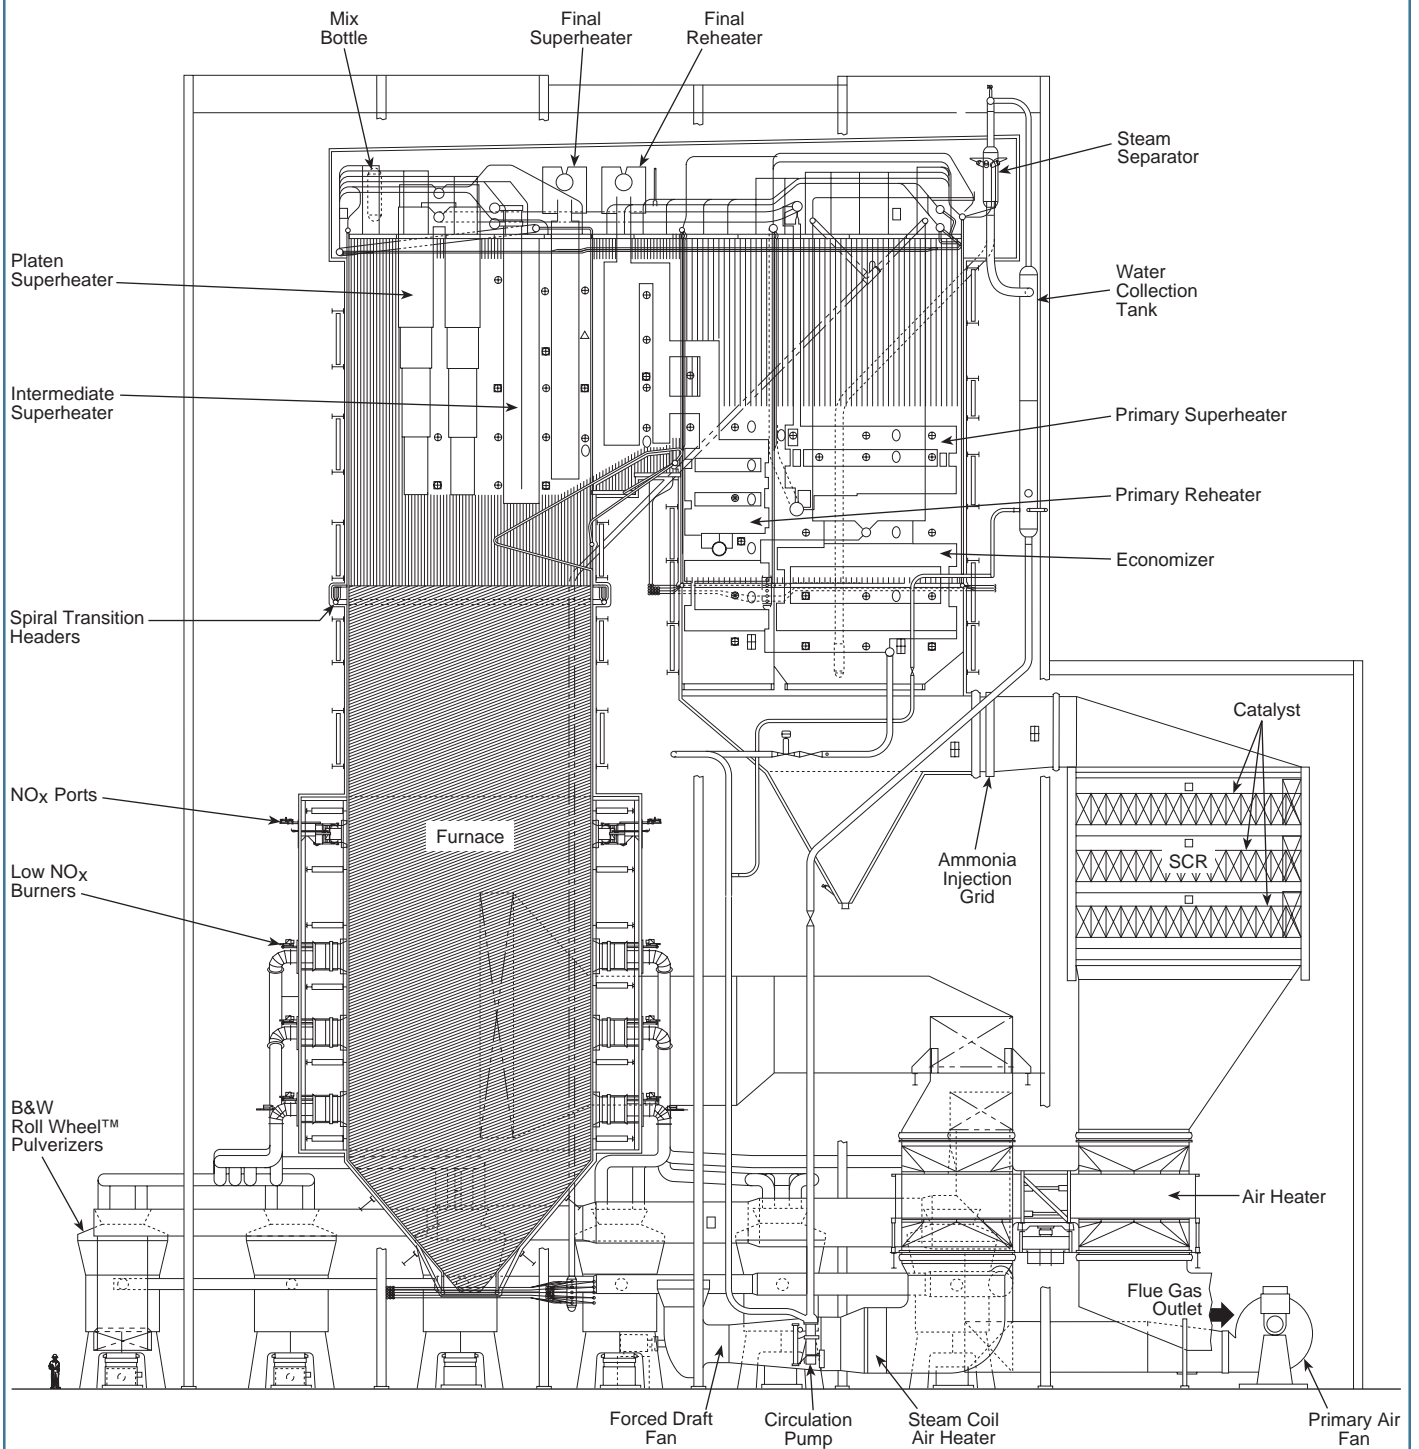 Mix
Bottle
Final
Superheater
Final
Reheater
Steam
Separator
Platen
Superheater
Water
Collection
Tank
Intermediate
Superheater
Primary Superheater
Primary Reheater
Economizer
Spiral Transition
Headers
Catalyst
NOx Ports
Furnace
SCR
Low NOx
Burners
Ammonia
Injection
Grid
B&W
Roll Wheel™
Pulverizers
Air Heater
Flue Gas
Outlet
Forced Draft
Fan
Circulation
Pump
Steam Coil
Air Heater
Primary Air
Fan